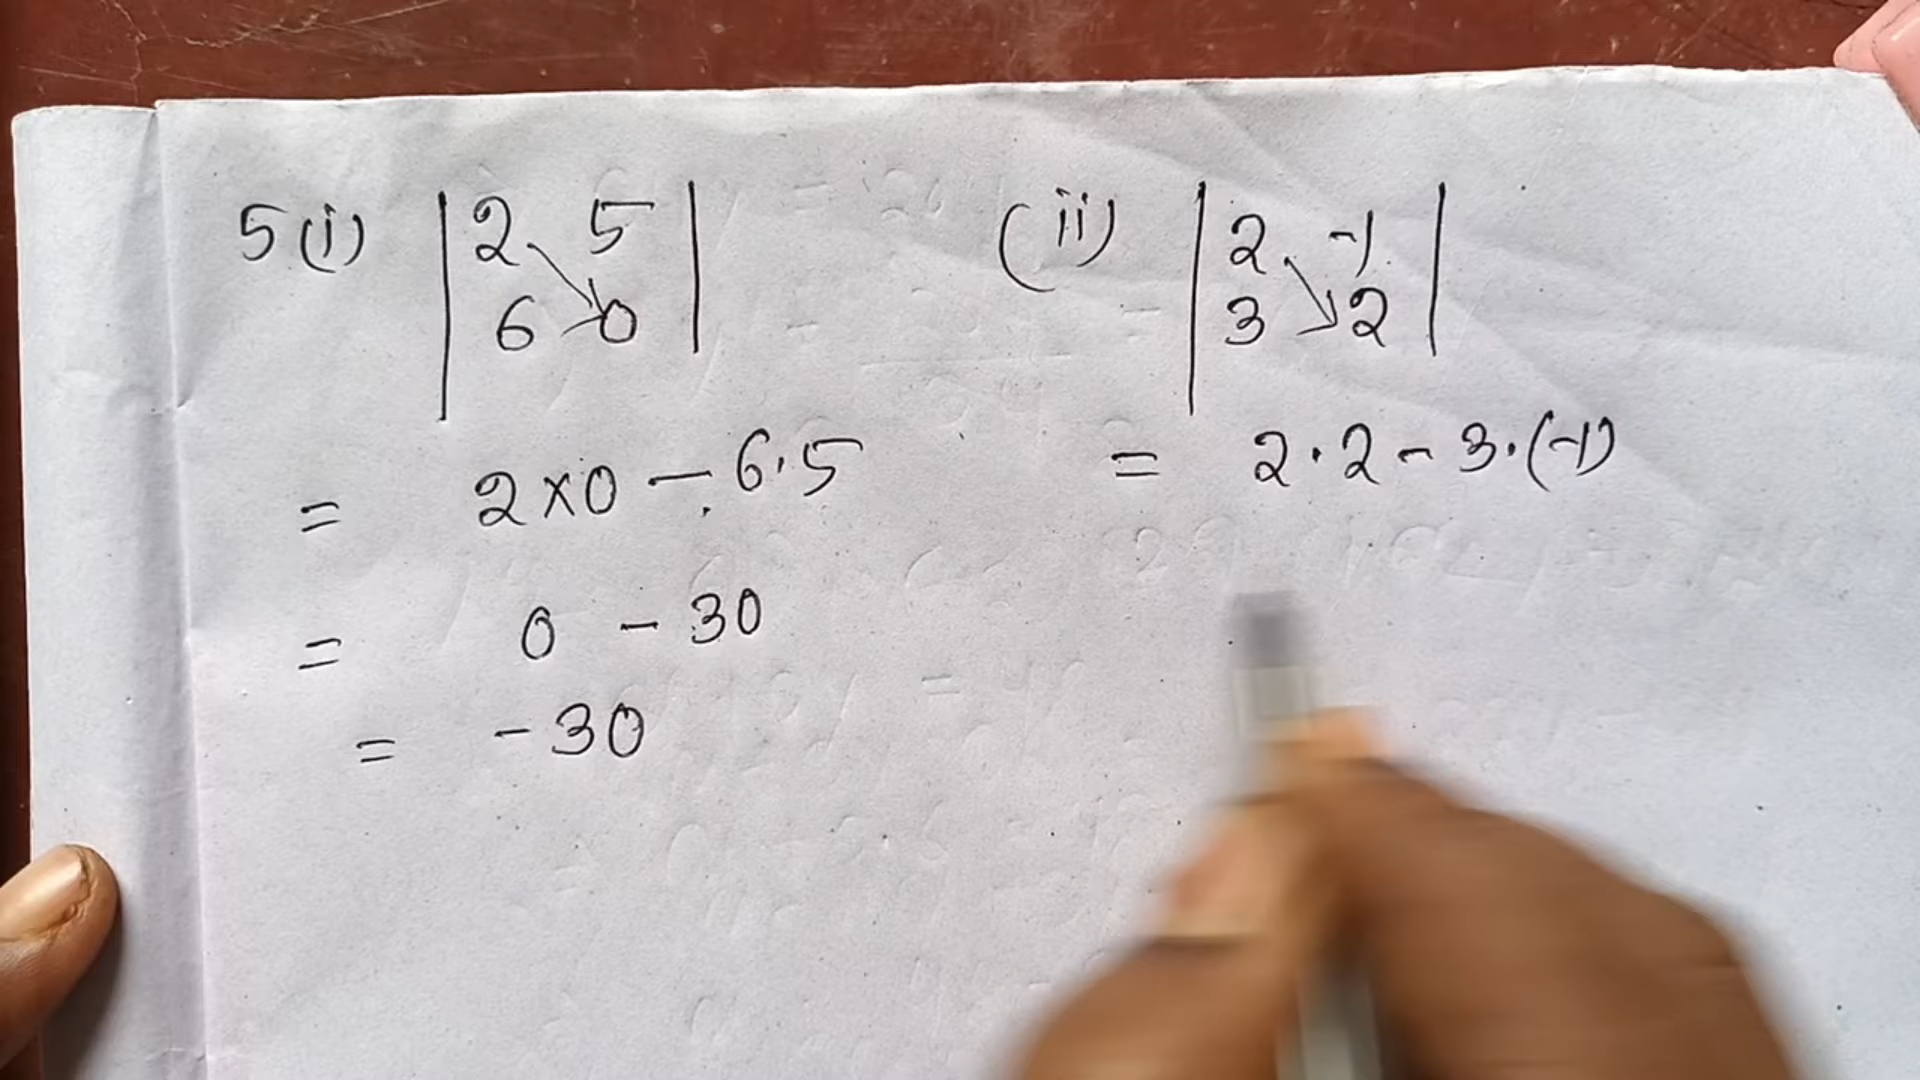 5(i) | 2 5 |
| 6 0 |
= 2×0 - 6.5
= 0 - 30
= -30
(ii) | 2 -1 |
| 3 2 |
= 2·2 - 3·(-1)